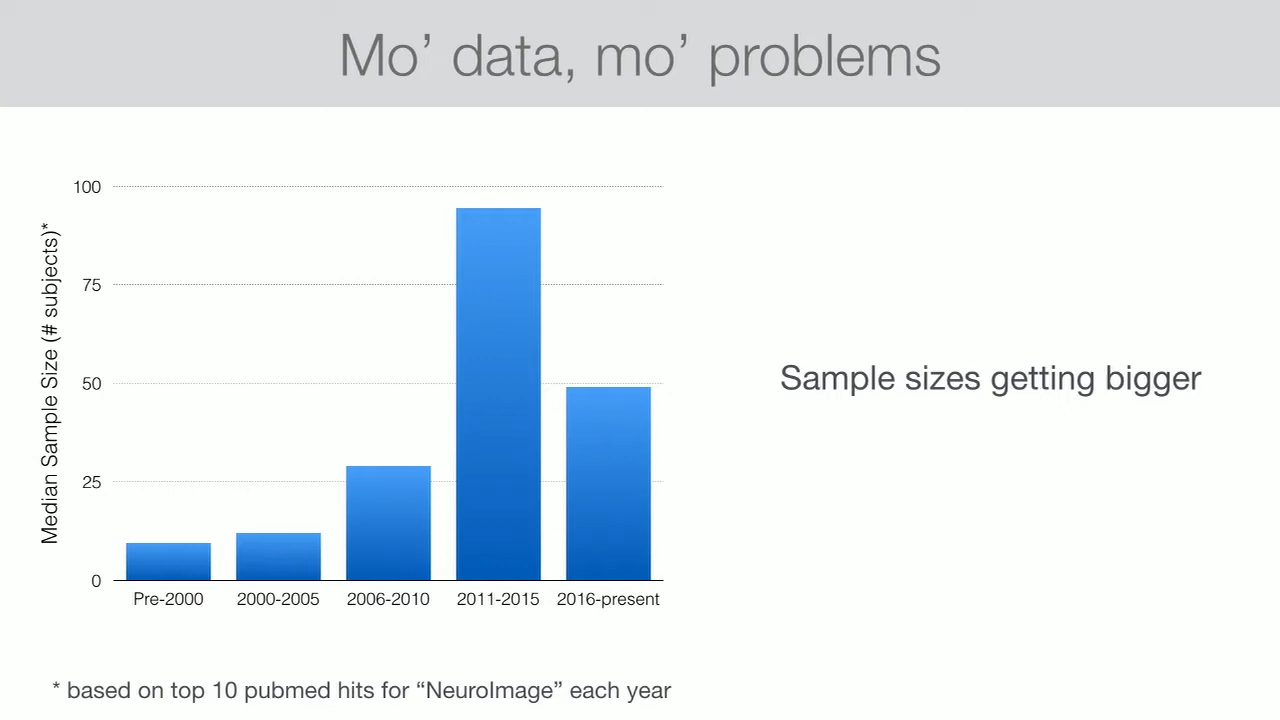 Mo’ data, mo’ problems
Median Sample Size (# subjects)*
100
75
50
25
0
Pre-2000
2000-2005
2006-2010
2011-2015
2016-present
Sample sizes getting bigger
* based on top 10 pubmed hits for “NeuroImage” each year